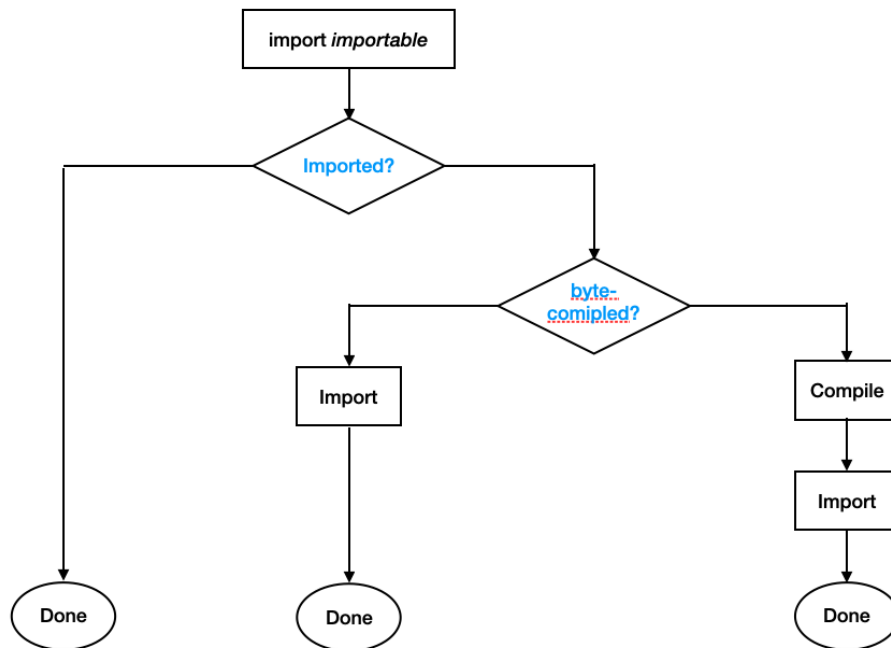 import importable
Imported?
byte-
comipled?
Import
Compile
Import
Done
Done
Done